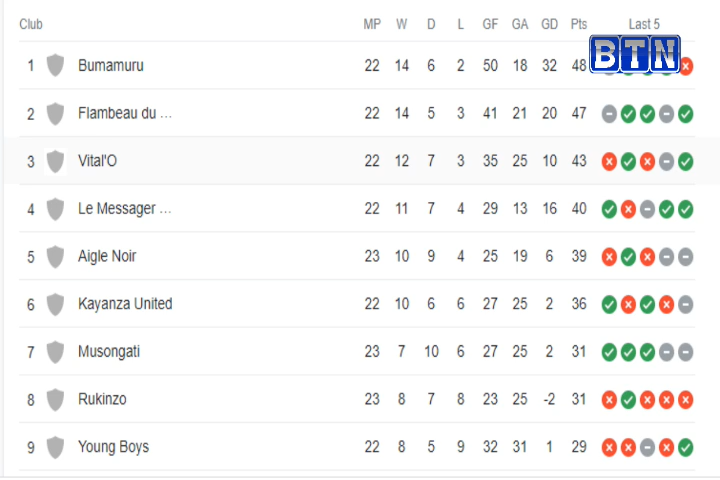 Club MP W D L GF GA GD Pts Last 5
BTN
1 Bumamuru 22 14 6 2 50 18 32 48
2 Flambeau du ... 22 14 5 3 41 21 20 47
3 Vital'O 22 12 7 3 35 25 10 43
4 Le Messager ... 22 11 7 4 29 13 16 40
5 Aigle Noir 23 10 9 4 25 19 6 39
6 Kayanza United 22 10 6 6 27 25 2 36
7 Musongati 23 7 10 6 27 25 2 31
8 Rukinzo 23 8 7 8 23 25 -2 31
9 Young Boys 22 8 5 9 32 31 1 29